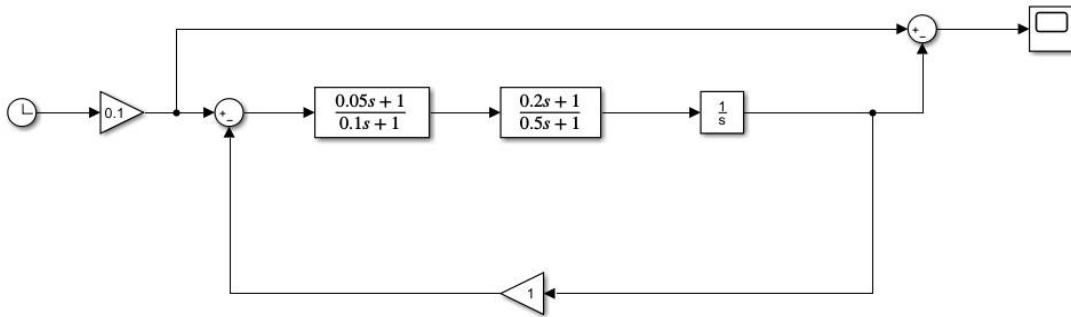 +
−
0.1
+
−
0.05s + 1
0.1s + 1
0.2s + 1
0.5s + 1
1
s
1